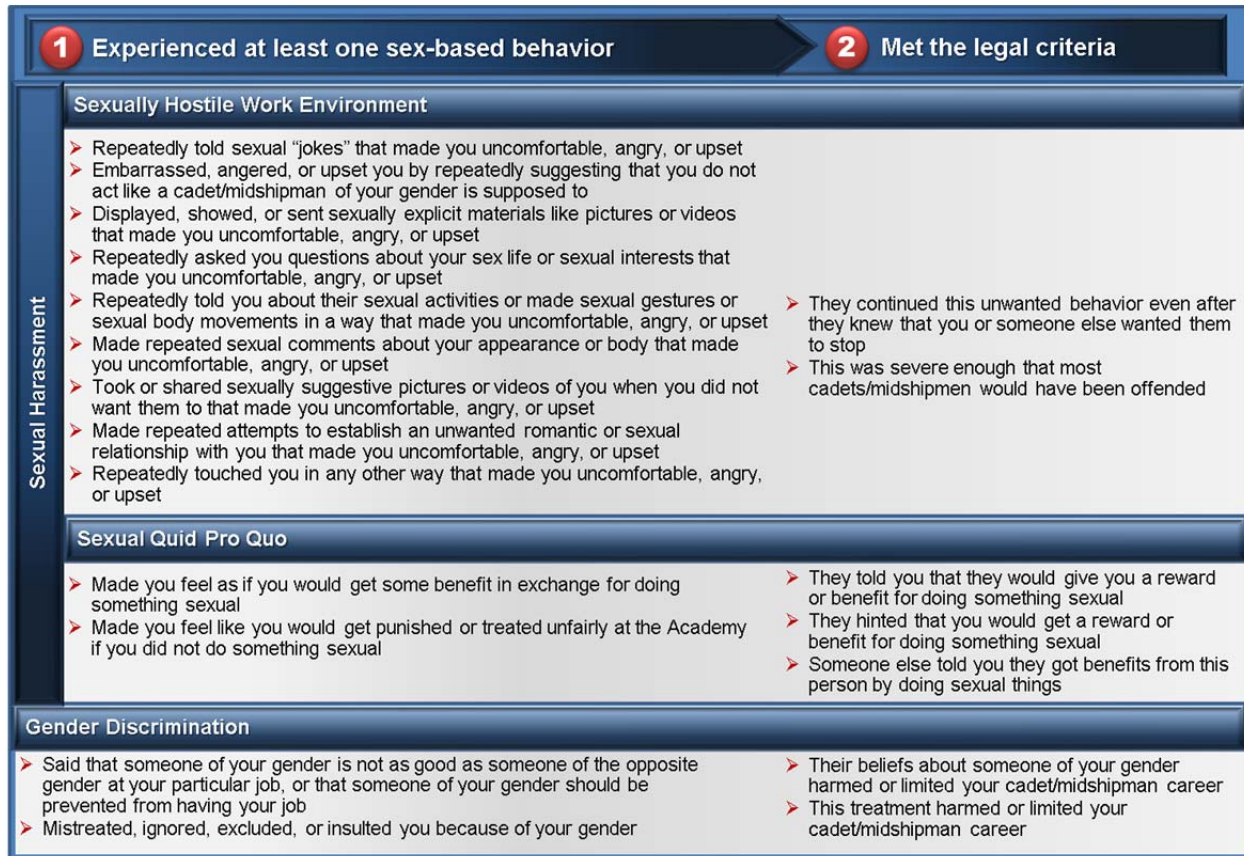 1 Experienced at least one sex-based behavior
2 Met the legal criteria
Sexual Harassment
Sexually Hostile Work Environment
➢ Repeatedly told sexual “jokes” that made you uncomfortable, angry, or upset
➢ Embarrassed, angered, or upset you by repeatedly suggesting that you do not
act like a cadet/midshipman of your gender is supposed to
➢ Displayed, showed, or sent sexually explicit materials like pictures or videos
that made you uncomfortable, angry, or upset
➢ Repeatedly asked you questions about your sex life or sexual interests that
made you uncomfortable, angry, or upset
➢ Repeatedly told you about their sexual activities or made sexual gestures or
sexual body movements in a way that made you uncomfortable, angry, or upset
➢ Made repeated sexual comments about your appearance or body that made
you uncomfortable, angry, or upset
➢ Took or shared sexually suggestive pictures or videos of you when you did not
want them to that made you uncomfortable, angry, or upset
➢ Made repeated attempts to establish an unwanted romantic or sexual
relationship with you that made you uncomfortable, angry, or upset
➢ Repeatedly touched you in any other way that made you uncomfortable, angry,
or upset
➢ They continued this unwanted behavior even after
they knew that you or someone else wanted them
to stop
➢ This was severe enough that most
cadets/midshipmen would have been offended
Sexual Quid Pro Quo
➢ Made you feel as if you would get some benefit in exchange for doing
something sexual
➢ Made you feel like you would get punished or treated unfairly at the Academy
if you did not do something sexual
➢ They told you that they would give you a reward
or benefit for doing something sexual
➢ They hinted that you would get a reward or
benefit for doing something sexual
➢ Someone else told you they got benefits from this
person by doing sexual things
Gender Discrimination
➢ Said that someone of your gender is not as good as someone of the opposite
gender at your particular job, or that someone of your gender should be
prevented from having your job
➢ Mistreated, ignored, excluded, or insulted you because of your gender
➢ Their beliefs about someone of your gender
harmed or limited your cadet/midshipman career
➢ This treatment harmed or limited your
cadet/midshipman career